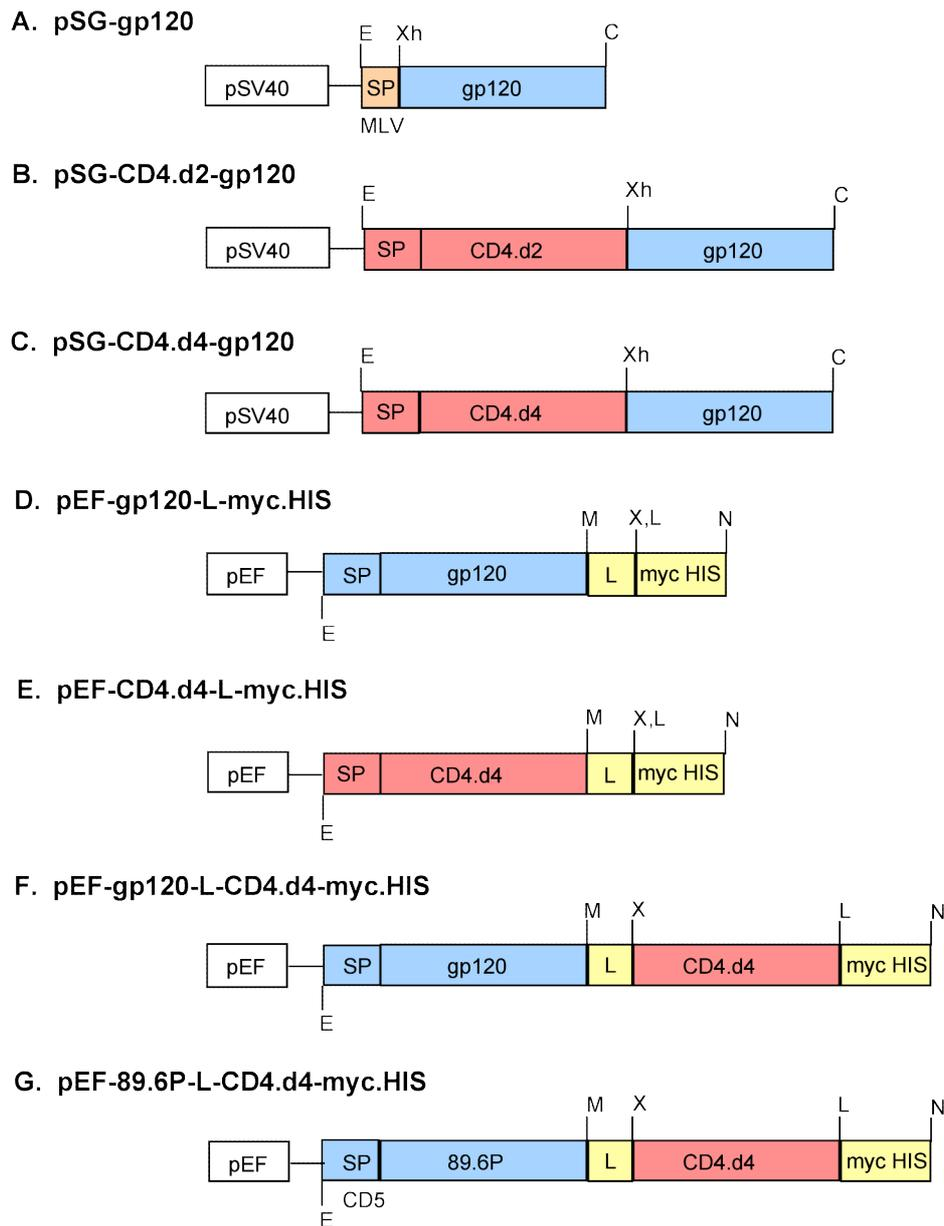 A. pSG-gp120
E Xh C
pSV40 SP gp120
MLV
B. pSG-CD4.d2-gp120
E Xh C
pSV40 SP CD4.d2 gp120
C. pSG-CD4.d4-gp120
E Xh C
pSV40 SP CD4.d4 gp120
D. pEF-gp120-L-myc.HIS
M X,L N
pEF SP gp120 L myc HIS
E
E. pEF-CD4.d4-L-myc.HIS
M X,L N
pEF SP CD4.d4 L myc HIS
E
F. pEF-gp120-L-CD4.d4-myc.HIS
M X L N
pEF SP gp120 L CD4.d4 myc HIS
E
G. pEF-89.6P-L-CD4.d4-myc.HIS
M X L N
pEF SP 89.6P L CD4.d4 myc HIS
CD5
E